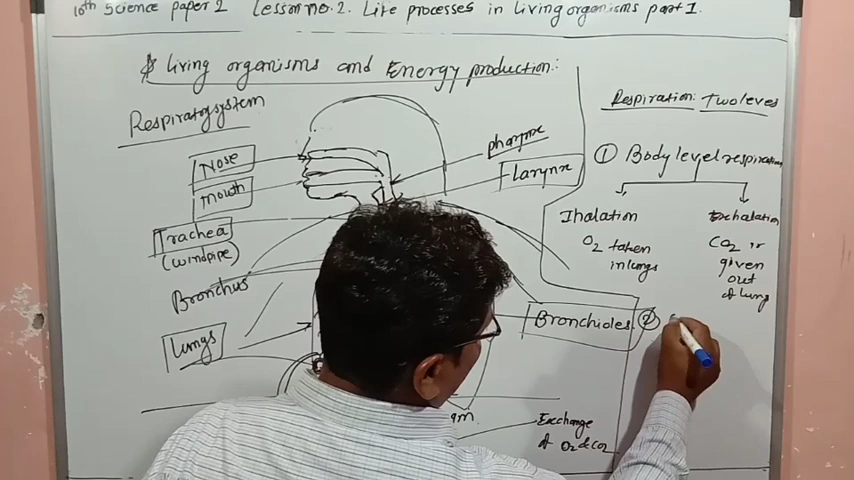 10th Science paper 2 Lesson no. 2. Life processes in living organisms part 1.
living organisms and Energy production:
Respiratory system
Nose
mouth
Trachea
(windpipe)
Bronchus
lungs
pharynx
larynx
Bronchioles
Exchange
of O2 & CO2
Respiration: Two leves
① Body level respiration
Inhalation
O2 taken
in lungs
Exhalation
CO2 is
given
out
of lung
②